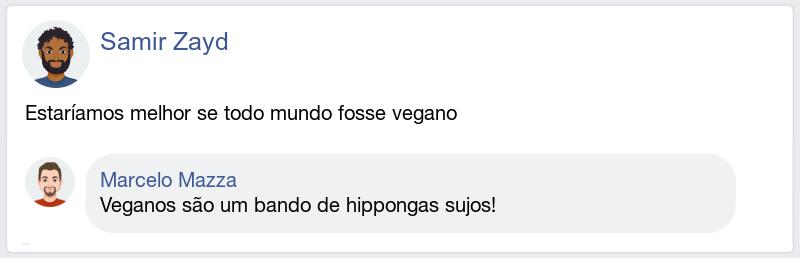 Samir Zayd
Estaríamos melhor se todo mundo fosse vegano
Marcelo Mazza
Veganos são um bando de hippongas sujos!